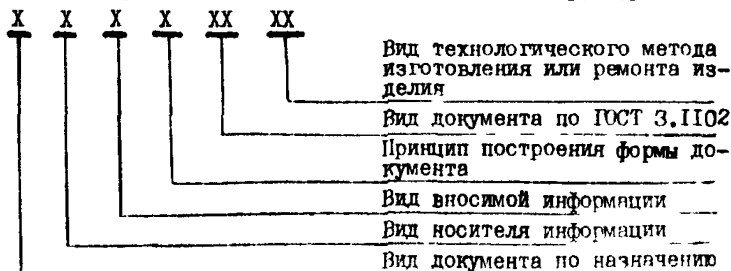 X X X X XX XX
Вид технологического метода
изготовления или ремонта из-
делия
Вид документа по ГОСТ 3.II02
Принцип построения формы до-
кумента
Вид вносимой информации
Вид носителя информации
Вид документа по назначению